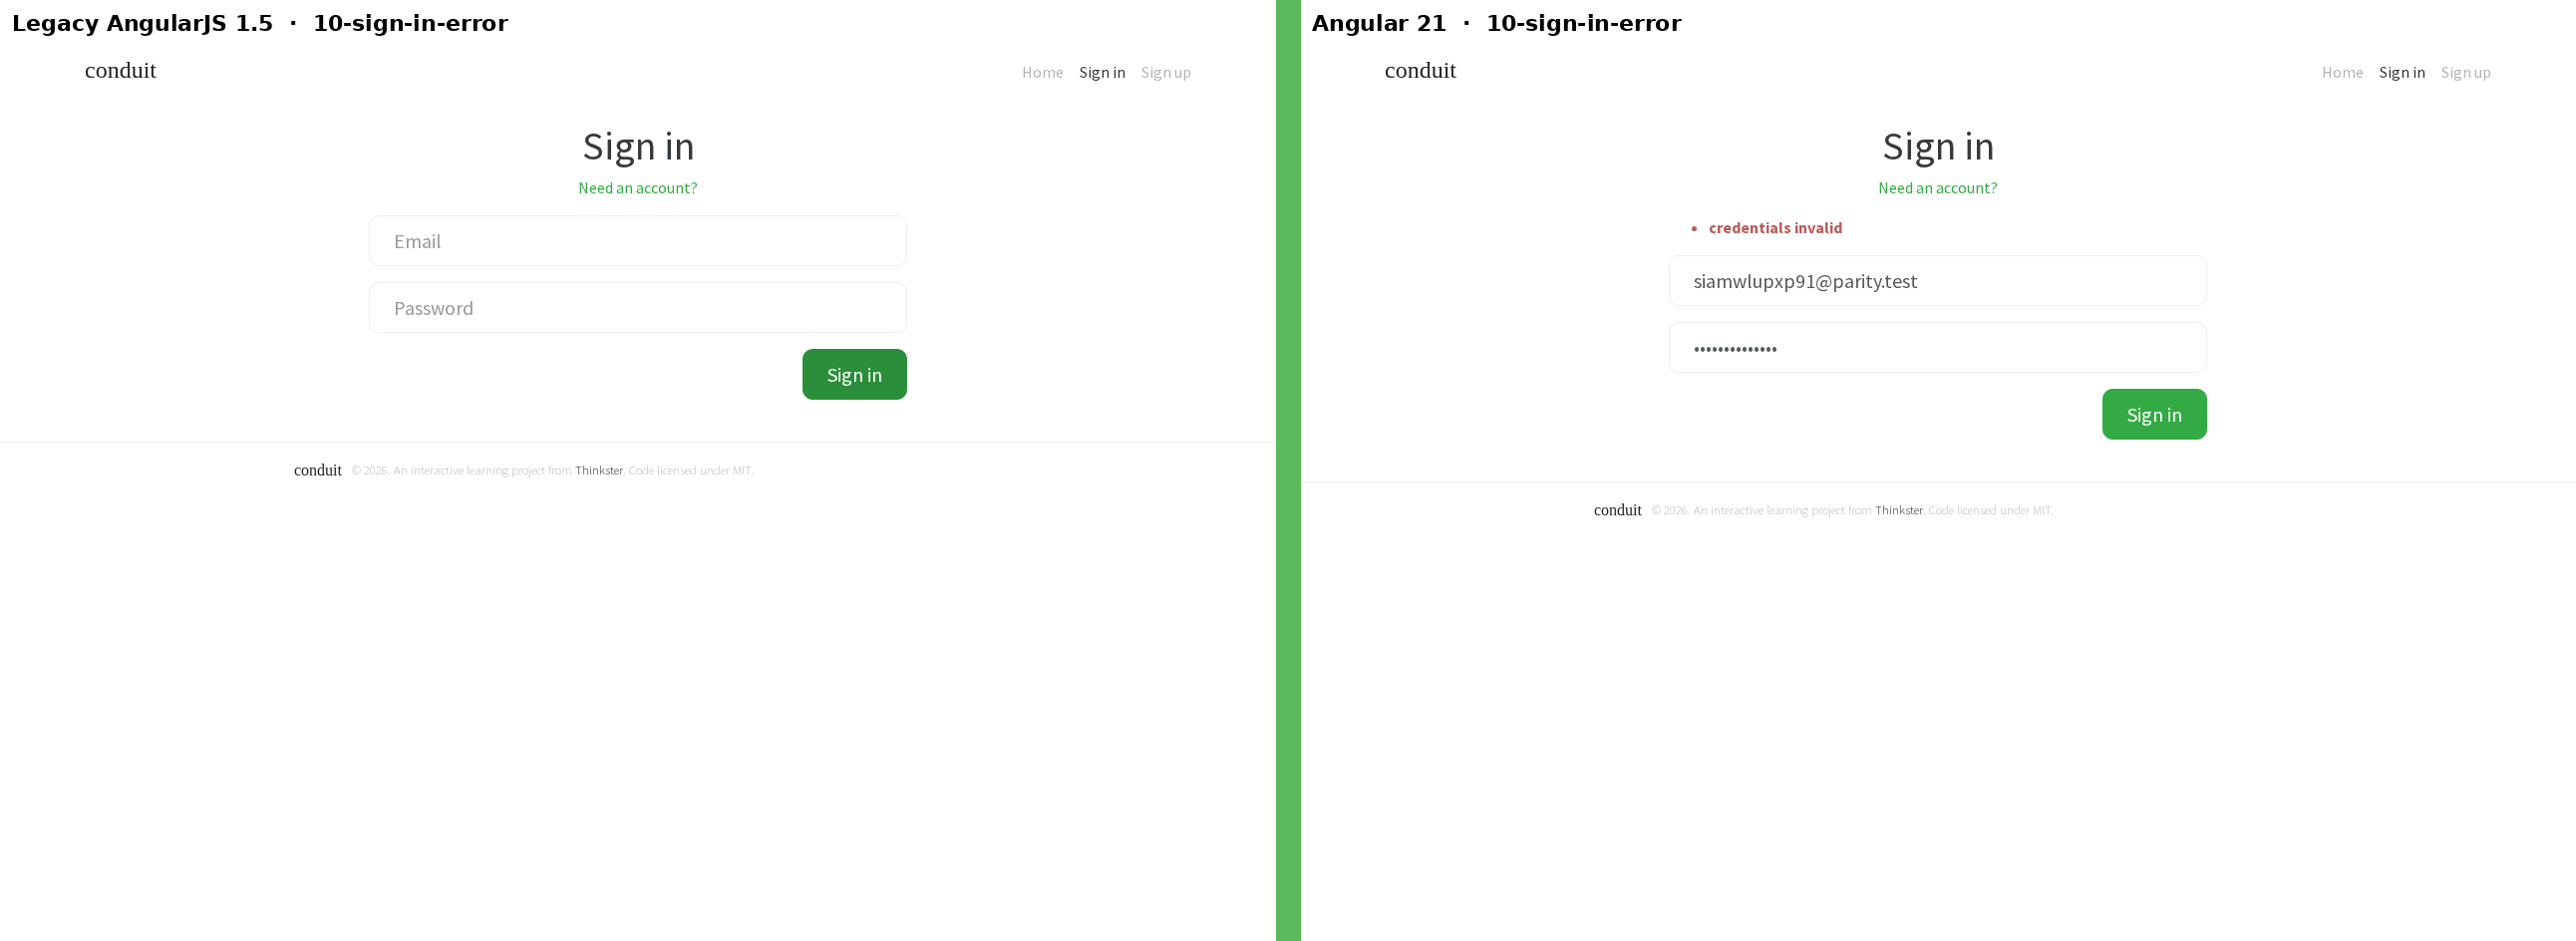 Legacy AngularJS 1.5 · 10-sign-in-error
conduit
Home Sign in Sign up
Sign in
Need an account?
Email
Password
Sign in
conduit © 2026. An interactive learning project from Thinkster. Code licensed under MIT.
Angular 21 · 10-sign-in-error
conduit
Home Sign in Sign up
Sign in
Need an account?
• credentials invalid
siamwlupxp91@parity.test
••••••••••••••
Sign in
conduit © 2026. An interactive learning project from Thinkster. Code licensed under MIT.